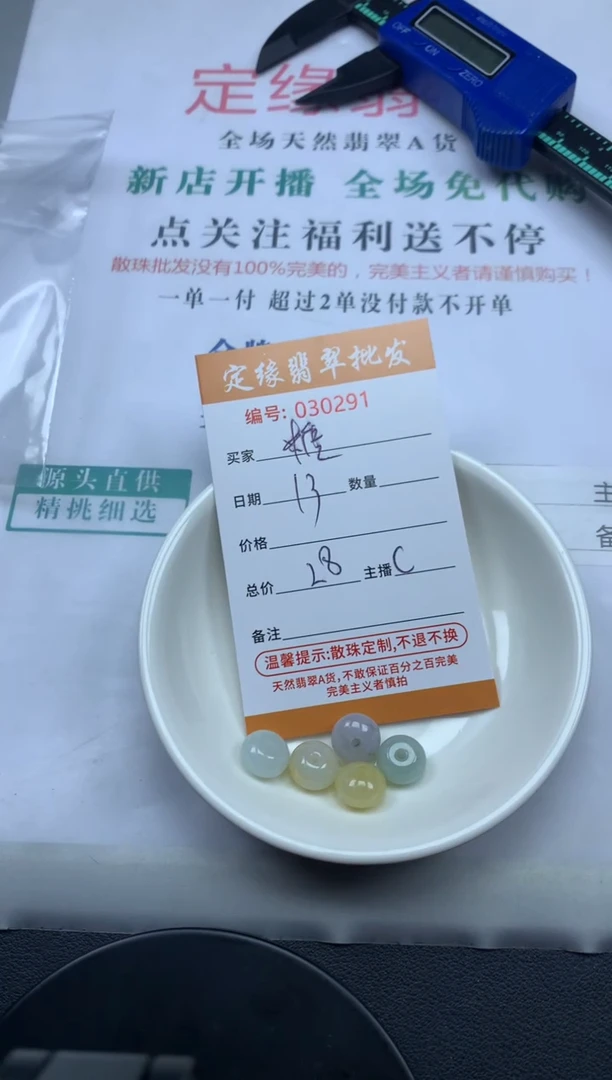 OFF
ON
ZERO
定缘翡
全场天然翡翠A货
新店开播 全场免代购
点关注福利送不停
散珠批发没有100%完美的，完美主义者请谨慎购买！
一单一付 超过2单没付款不开单
定缘翡翠批发
编号: 030291
买家
日期 13 数量
价格
总价 28 主播 C
备注
温馨提示:散珠定制,不退不换
天然翡翠A货,不敢保证百分之百完美
完美主义者慎拍
源头直供
精挑细选
主
备